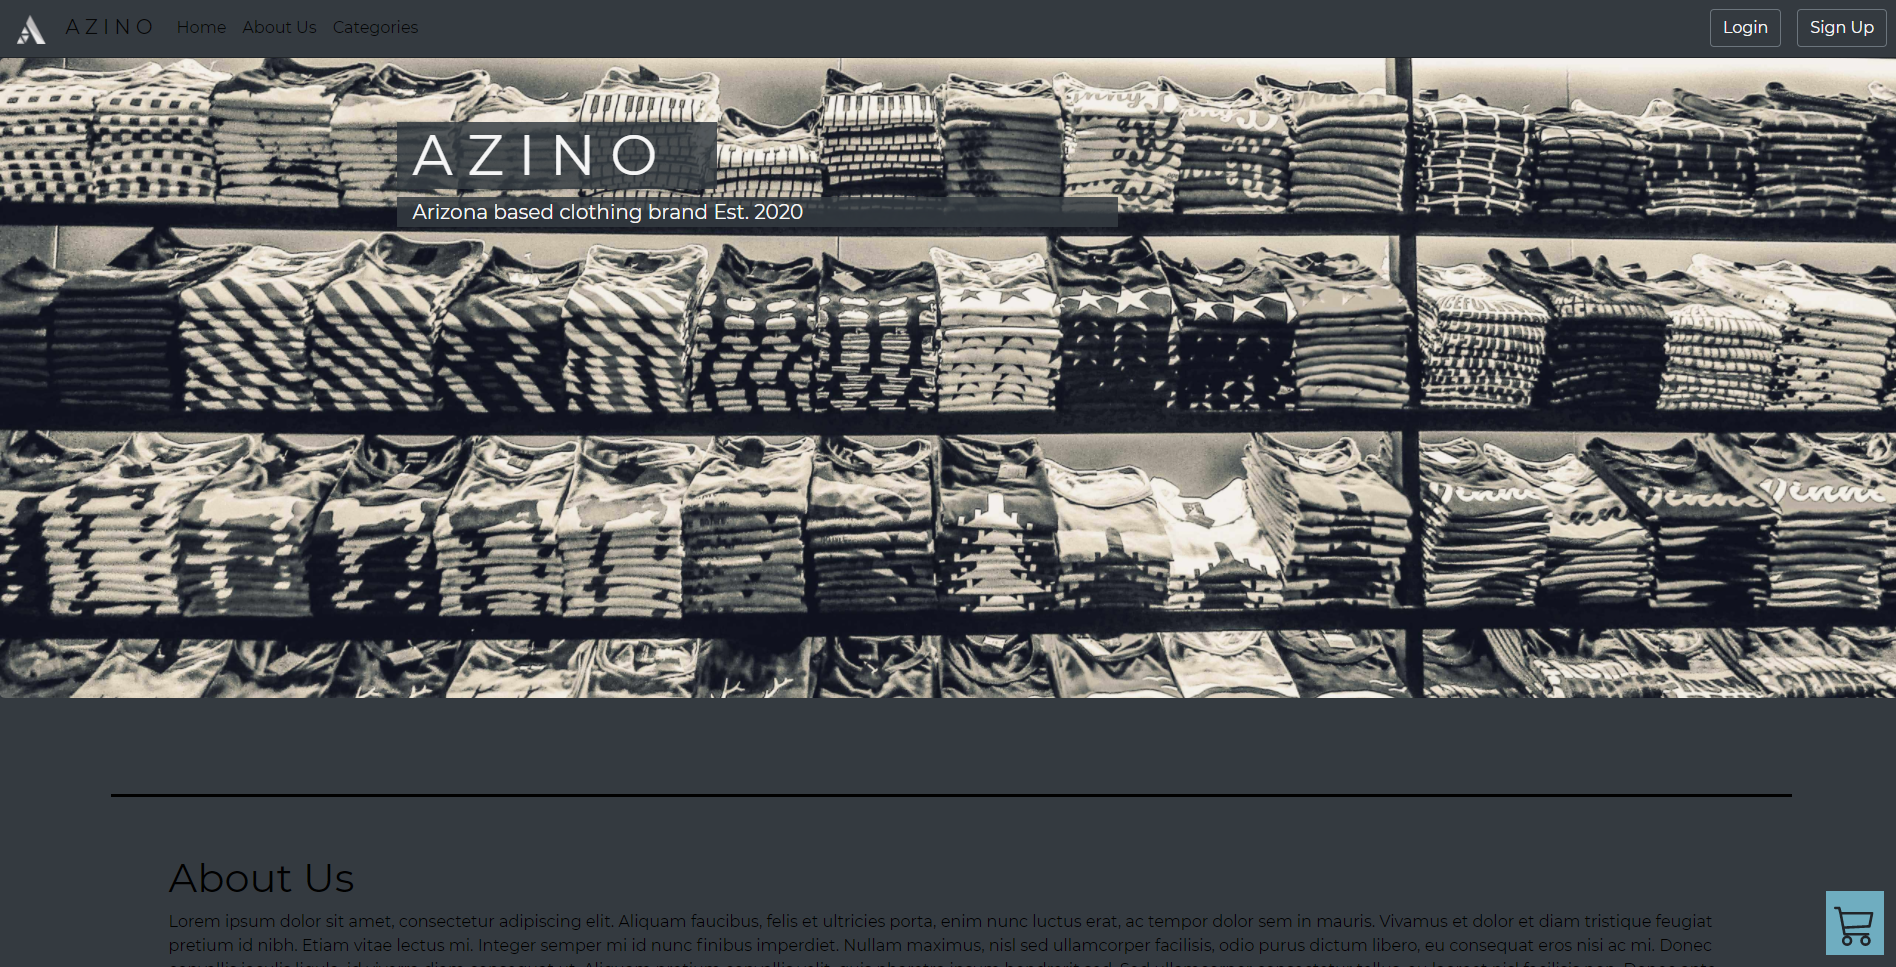 AZINO Home About Us Categories Login Sign Up
AZINO
Arizona based clothing brand Est. 2020
About Us
Lorem ipsum dolor sit amet, consectetur adipiscing elit. Aliquam faucibus, felis et ultricies porta, enim nunc luctus erat, ac tempor dolor sem in mauris. Vivamus et dolor et diam tristique feugiat
pretium id nibh. Etiam vitae lectus mi. Integer semper mi id nunc finibus imperdiet. Nullam maximus, nisl sed ullamcorper facilisis, odio purus dictum libero, eu consequat eros nisi ac mi. Donec